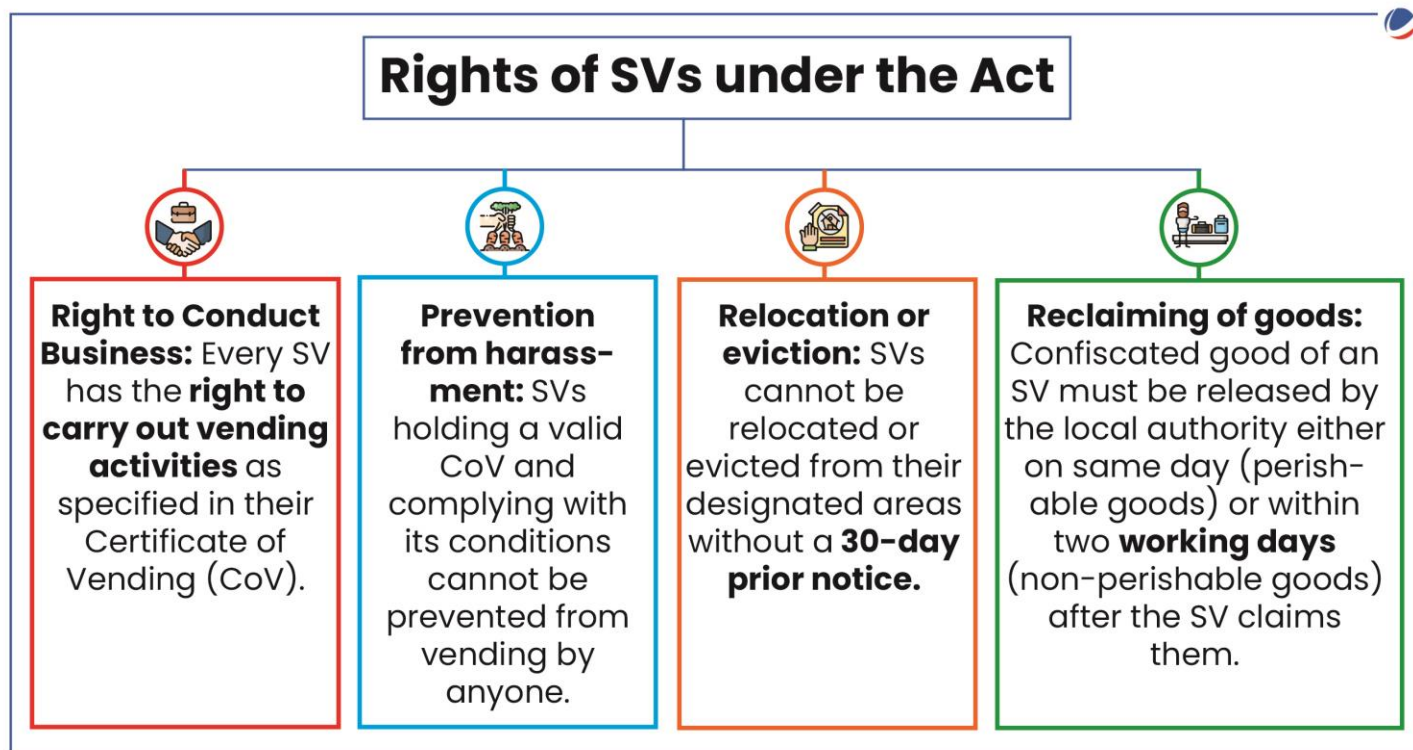 Rights of SVs under the Act
Right to Conduct
Business: Every SV
has the right to
carry out vending
activities as
specified in their
Certificate of
Vending (CoV).
Prevention
from harass-
ment: SVs
holding a valid
CoV and
complying with
its conditions
cannot be
prevented from
vending by
anyone.
Relocation or
eviction: SVs
cannot be
relocated or
evicted from their
designated areas
without a 30-day
prior notice.
Reclaiming of goods:
Confiscated good of an
SV must be released by
the local authority either
on same day (perish-
able goods) or within
two working days
(non-perishable goods)
after the SV claims
them.